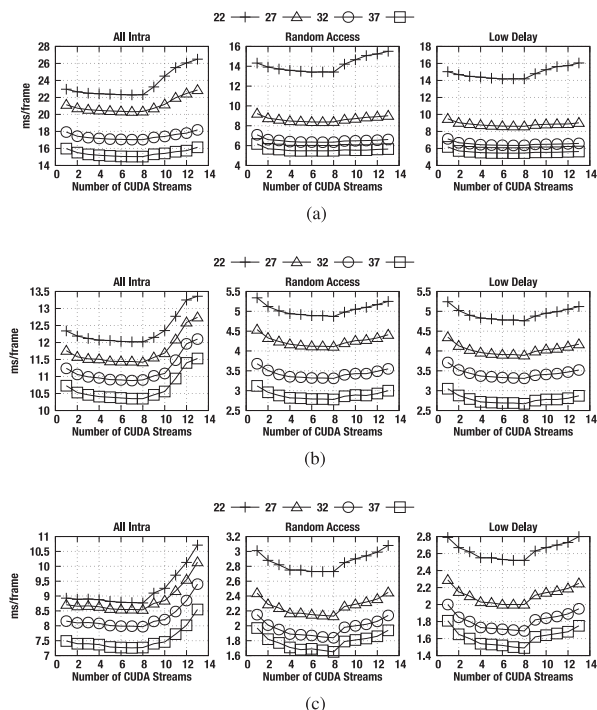 22 27 32 37
All Intra Random Access Low Delay
ms/frame
28 26 24 22 20 18 16 14
16 14 12 10 8 6 4
16 14 12 10 8 6 4
0 2 4 6 8 10 12 14
0 2 4 6 8 10 12 14
0 2 4 6 8 10 12 14
Number of CUDA Streams Number of CUDA Streams Number of CUDA Streams
(a)
22 27 32 37
All Intra Random Access Low Delay
ms/frame
13.5 13 12.5 12 11.5 11 10.5 10
5.5 5 4.5 4 3.5 3 2.5
5.5 5 4.5 4 3.5 3 2.5
0 2 4 6 8 10 12 14
0 2 4 6 8 10 12 14
0 2 4 6 8 10 12 14
Number of CUDA Streams Number of CUDA Streams Number of CUDA Streams
(b)
22 27 32 37
All Intra Random Access Low Delay
ms/frame
11 10.5 10 9.5 9 8.5 8 7.5 7
3.2 3 2.8 2.6 2.4 2.2 2 1.8 1.6
2.8 2.6 2.4 2.2 2 1.8 1.6 1.4
0 2 4 6 8 10 12 14
0 2 4 6 8 10 12 14
0 2 4 6 8 10 12 14
Number of CUDA Streams Number of CUDA Streams Number of CUDA Streams
(c)